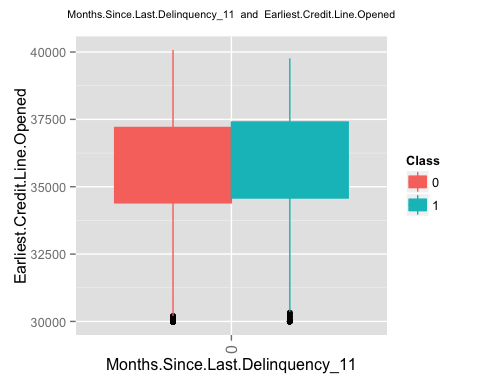 Months.Since.Last.Delinquency_11 and Earliest.Credit.Line.Opened
40000
37500
35000
32500
30000
Earliest.Credit.Line.Opened
0
Months.Since.Last.Delinquency_11
Class
0
1